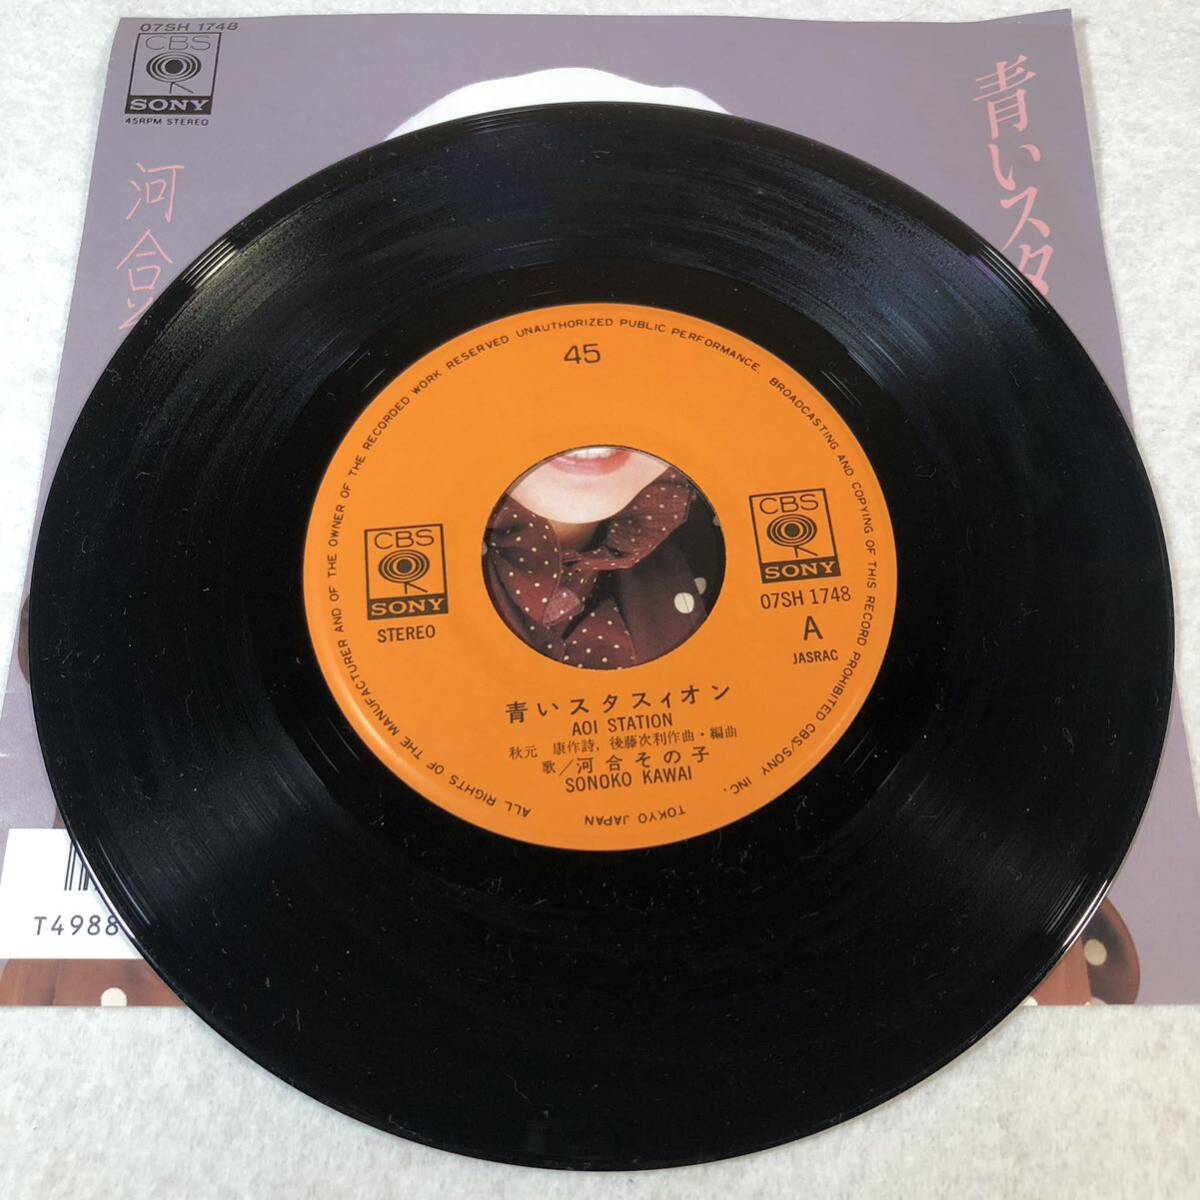 07SH 1748
CBS
SONY
45RPM STEREO
河合
青いスタ
T4988
ALL RIGHTS OF THE MANUFACTURER AND OF THE OWNER OF THE RECORDED WORK RESERVED UNAUTHORIZED PUBLIC PERFORMANCE. BROADCASTING AND COPYING OF THIS RECORD PROHIBITED CBS/SONY INC.
TOKYO JAPAN
45
CBS
SONY
STEREO
CBS
SONY
07SH 1748
A
JASRAC
青いスタスィオン
AOI STATION
秋元 康作詩, 後藤次利作曲・編曲
歌/河合その子
SONOKO KAWAI